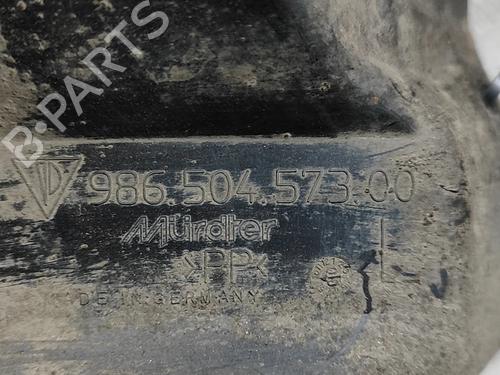 B-PARTS
986.504.573.00
Mürdter
>PP<
L
DE IN GERMANY